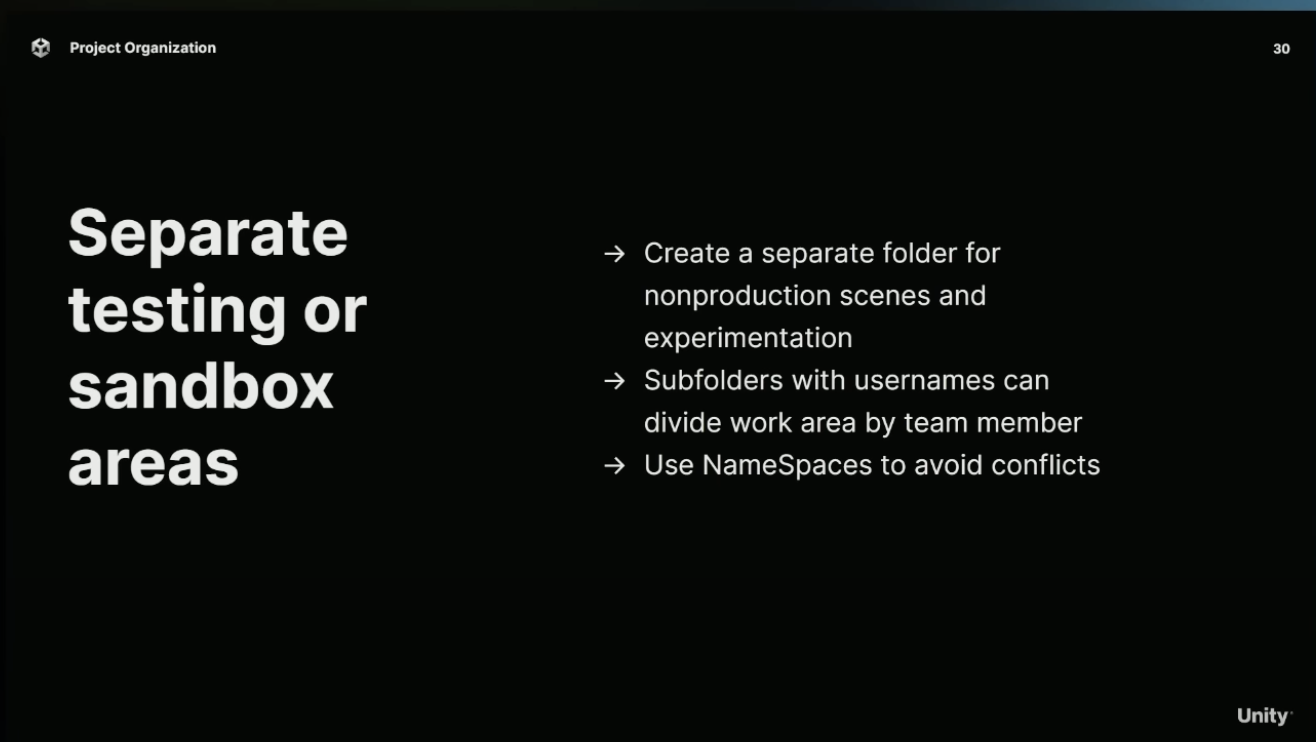 Project Organization
30
Separate
testing or
sandbox
areas
→ Create a separate folder for
nonproduction scenes and
experimentation
→ Subfolders with usernames can
divide work area by team member
→ Use NameSpaces to avoid conflicts
Unity